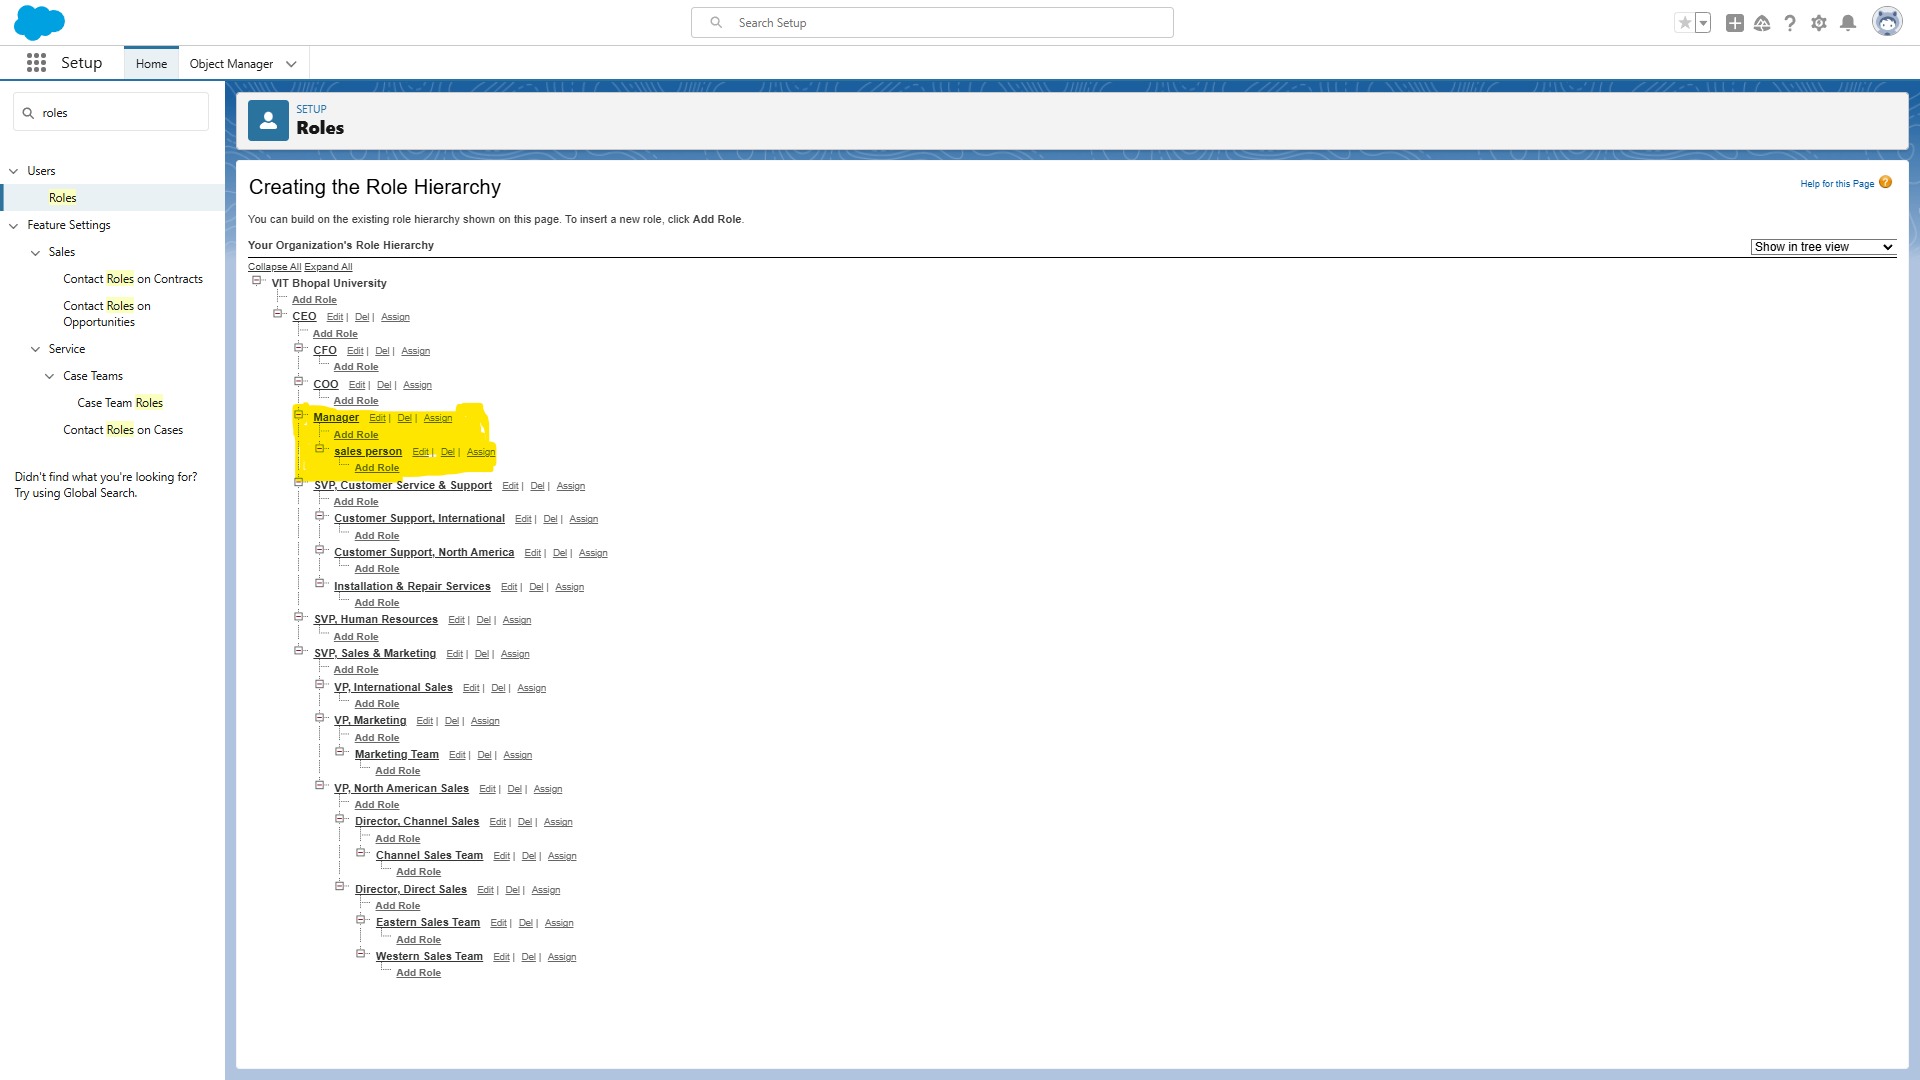 Search Setup
Setup
Home
Object Manager
roles
Users
Roles
Feature Settings
Sales
Contact Roles on Contracts
Contact Roles on
Opportunities
Service
Case Teams
Case Team Roles
Contact Roles on Cases
Didn't find what you're looking for?
Try using Global Search.
SETUP
Roles
Creating the Role Hierarchy
Help for this Page ?
You can build on the existing role hierarchy shown on this page. To insert a new role, click Add Role.
Your Organization's Role Hierarchy
Show in tree view
Collapse All Expand All
VIT Bhopal University
Add Role
CEO Edit | Del | Assign
Add Role
CFO Edit | Del | Assign
Add Role
COO Edit | Del | Assign
Add Role
Manager Edit | Del | Assign
Add Role
sales person Edit | Del | Assign
Add Role
SVP, Customer Service & Support Edit | Del | Assign
Add Role
Customer Support, International Edit | Del | Assign
Add Role
Customer Support, North America Edit | Del | Assign
Add Role
Installation & Repair Services Edit | Del | Assign
Add Role
SVP, Human Resources Edit | Del | Assign
Add Role
SVP, Sales & Marketing Edit | Del | Assign
Add Role
VP, International Sales Edit | Del | Assign
Add Role
VP, Marketing Edit | Del | Assign
Add Role
Marketing Team Edit | Del | Assign
Add Role
VP, North American Sales Edit | Del | Assign
Add Role
Director, Channel Sales Edit | Del | Assign
Add Role
Channel Sales Team Edit | Del | Assign
Add Role
Director, Direct Sales Edit | Del | Assign
Add Role
Eastern Sales Team Edit | Del | Assign
Add Role
Western Sales Team Edit | Del | Assign
Add Role